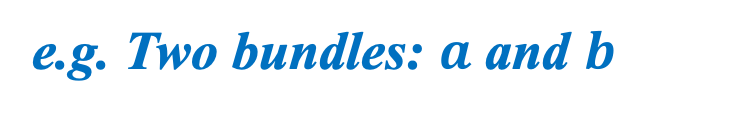 e.g. Two bundles: a and b